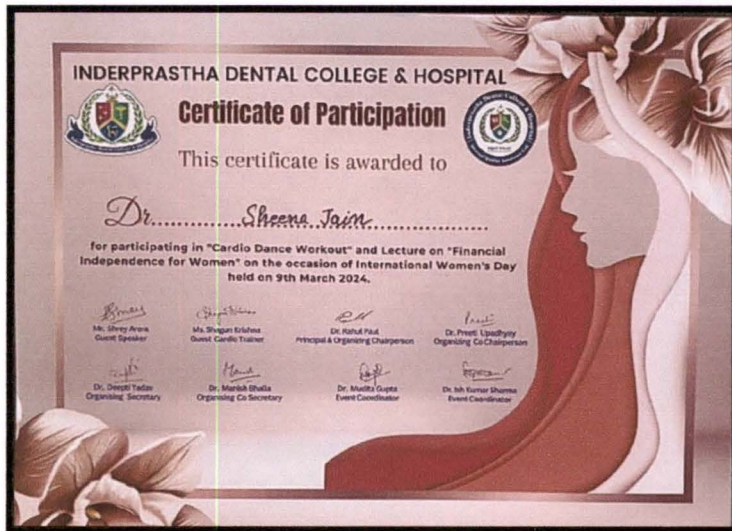 INDERPRASTHA DENTAL COLLEGE & HOSPITAL
Certificate of Participation
This certificate is awarded to
Dr. Sheena Jain
for participating in "Cardio Dance Workout" and Lecture on "Financial
Independence for Women" on the occasion of International Women's Day
held on 9th March 2024.
Mr. Shrey Arora
Guest Speaker
Ms. Shagun Krishna
Guest Cardio Trainer
Dr. Rahul Paul
Principal & Organizing Chairperson
Dr. Preeti Upadhyay
Organizing Co Chairperson
Dr. Deepti Yadav
Organising Secretary
Dr. Manish Bhalla
Organising Co Secretary
Dr. Mudita Gupta
Event Coordinator
Dr. Ish Kumar Sharma
Event Coordinator